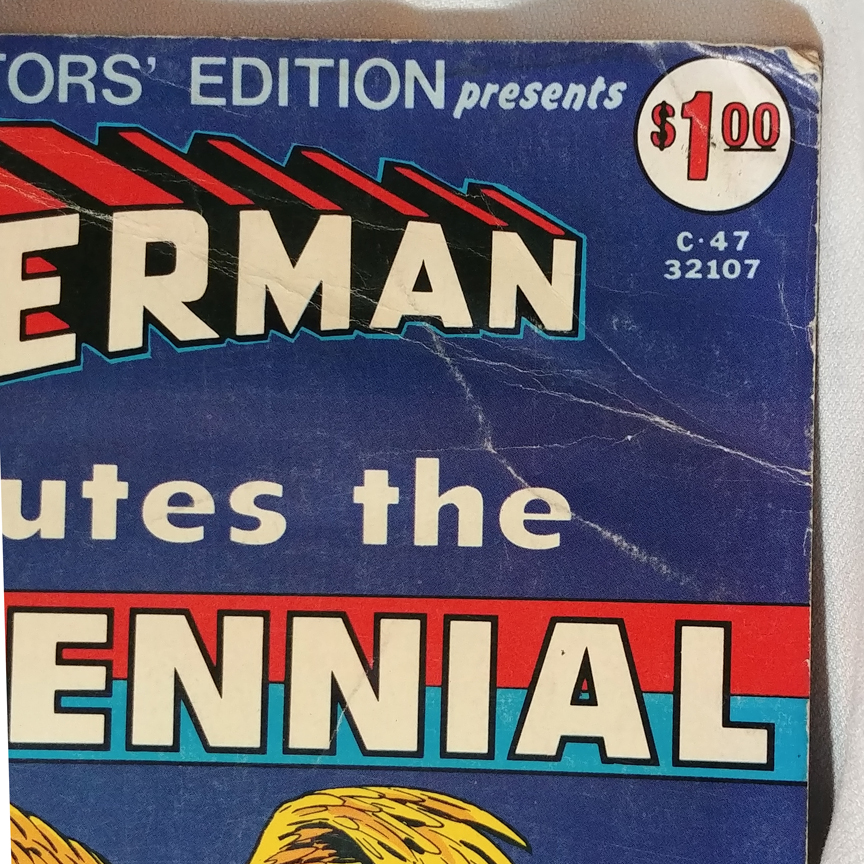 TORS' EDITION presents
$1.00
C·47
32107
ERMAN
utes the
ENNIAL